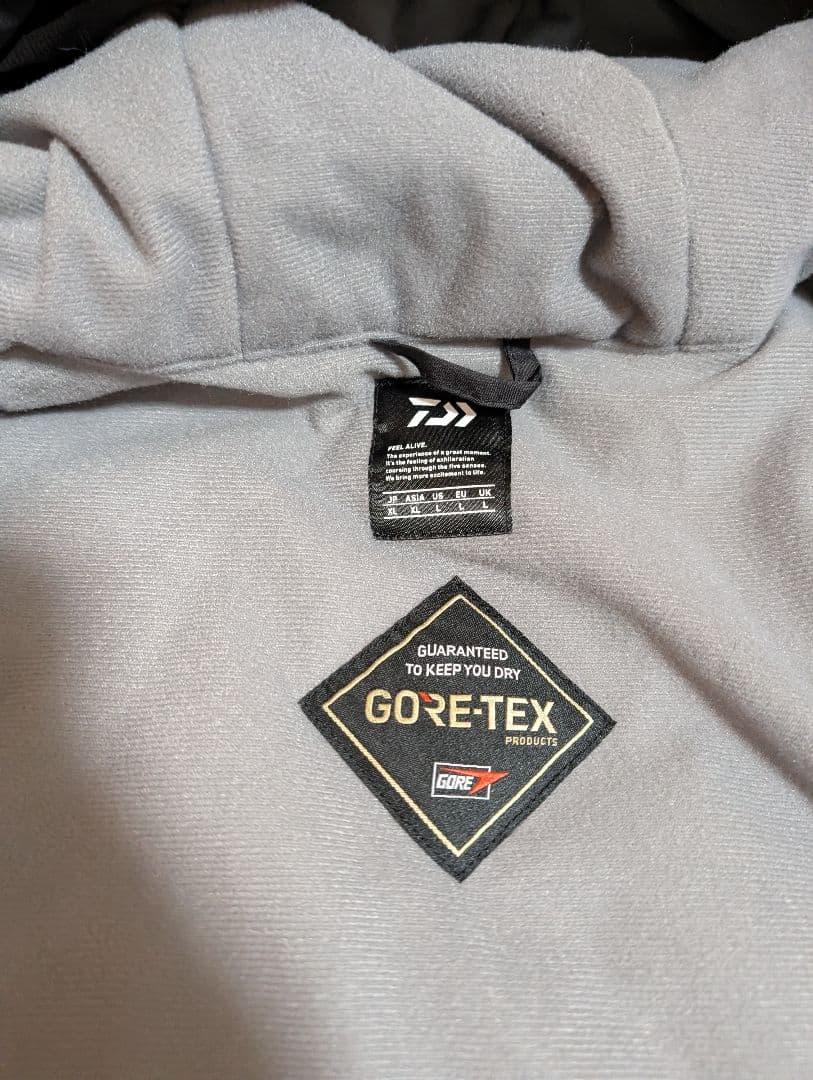 FEEL ALIVE.
The experience of a great moment.
It's the feeling of exhilaration
coursing through the five senses.
We bring more excitement to life.
JP ASIA US EU UK
XL XL L L L
GUARANTEED
TO KEEP YOU DRY
GORE-TEX
PRODUCTS
GORE